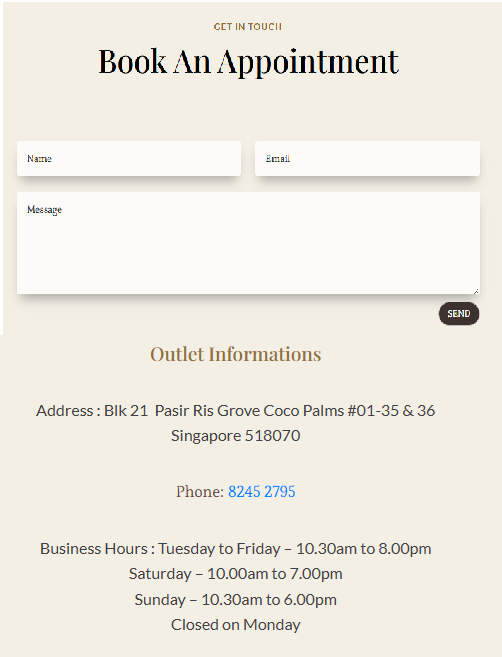 GET IN TOUCH
Book An Appointment
Name
Email
Message
SEND
Outlet Informations
Address : Blk 21 Pasir Ris Grove Coco Palms #01-35 & 36
Singapore 518070
Phone: 8245 2795
Business Hours : Tuesday to Friday – 10.30am to 8.00pm
Saturday – 10.00am to 7.00pm
Sunday – 10.30am to 6.00pm
Closed on Monday